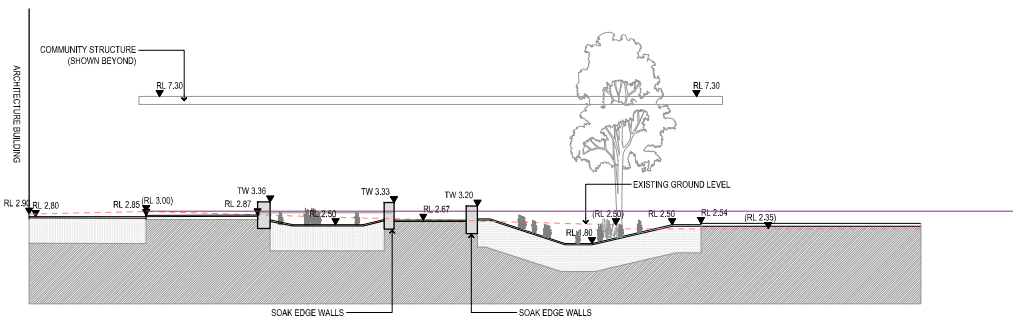 COMMUNITY STRUCTURE
(SHOWN BEYOND)
ARCHITECTURE BUILDING
RL 7.30
RL 7.30
TW 3.36
TW 3.33
TW 3.20
EXISTING GROUND LEVEL
RL 2.90
RL 2.80
RL 2.85
(RL 3.00)
RL 2.87
RL 2.50
RL 2.67
(RL 2.50)
RL 1.80
RL 2.50
RL 2.54
(RL 2.35)
SOAK EDGE WALLS
SOAK EDGE WALLS